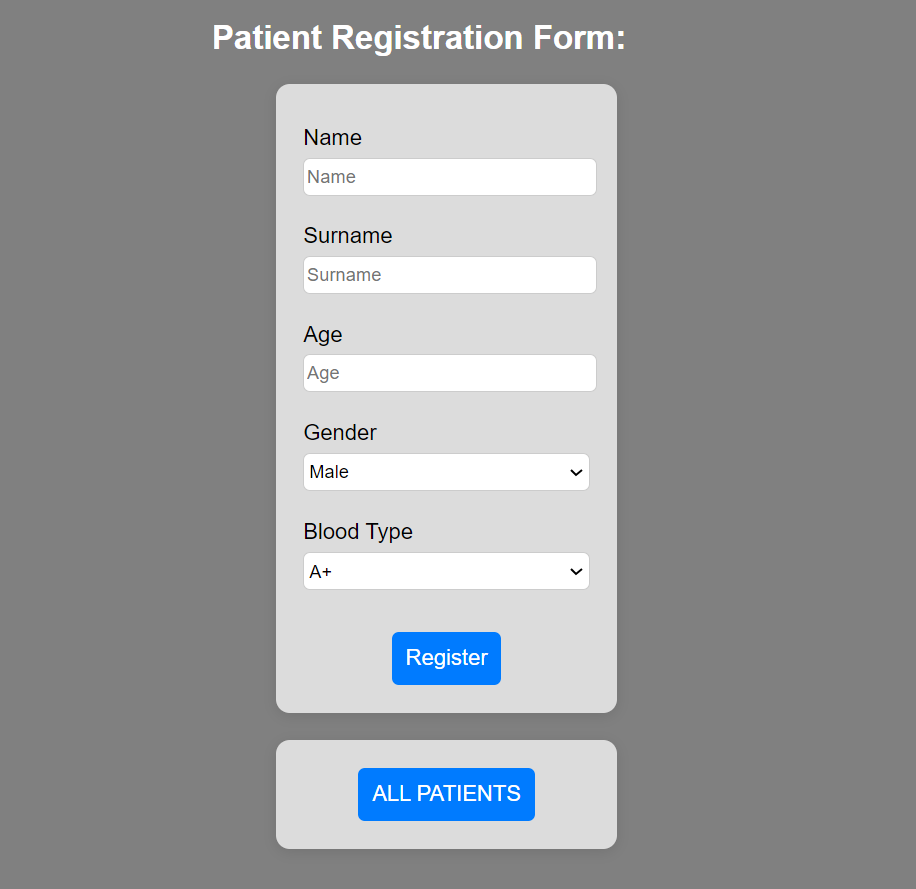 Patient Registration Form:
Name
Name
Surname
Surname
Age
Age
Gender
Male
Blood Type
A+
Register
ALL PATIENTS